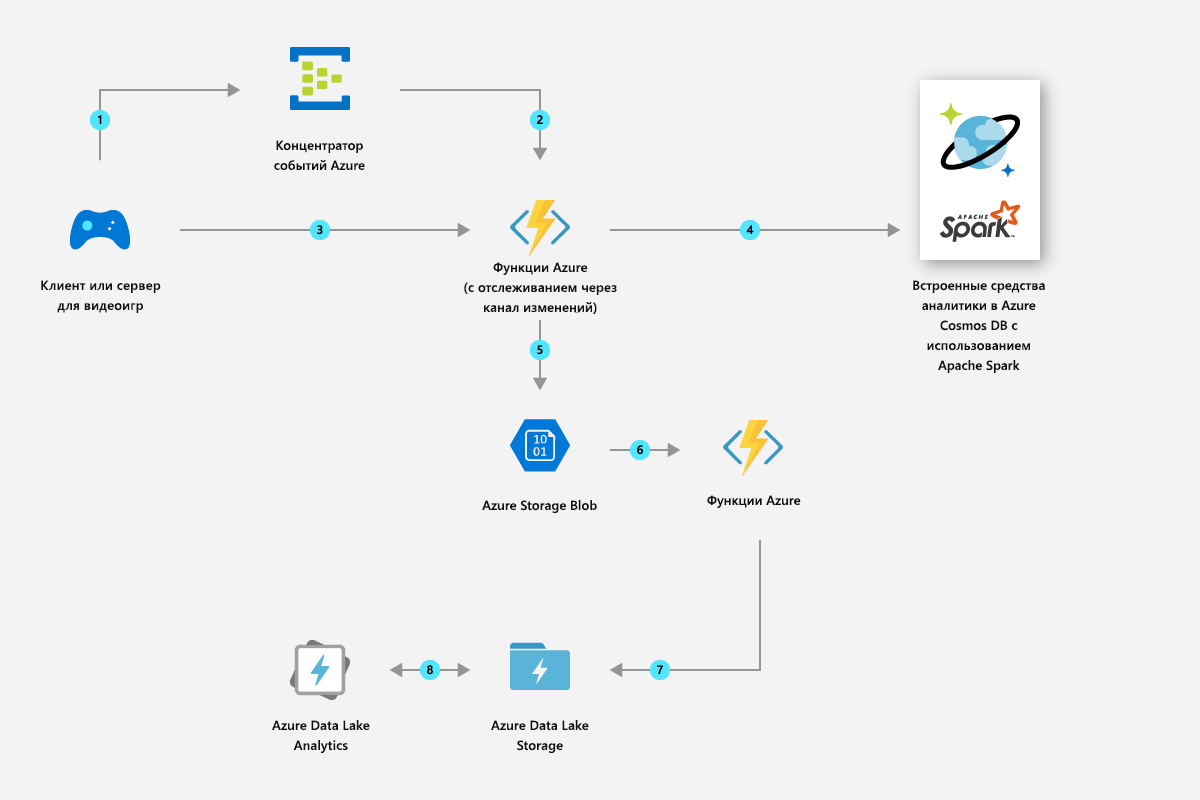 1
2
Концентратор
событий Azure
3
4
APACHE
Spark™
Клиент или сервер
для видеоигр
Функции Azure
(с отслеживанием через
канал изменений)
Встроенные средства
аналитики в Azure
Cosmos DB с
использованием
Apache Spark
5
10
01
6
Azure Storage Blob
Функции Azure
8
7
Azure Data Lake
Analytics
Azure Data Lake
Storage